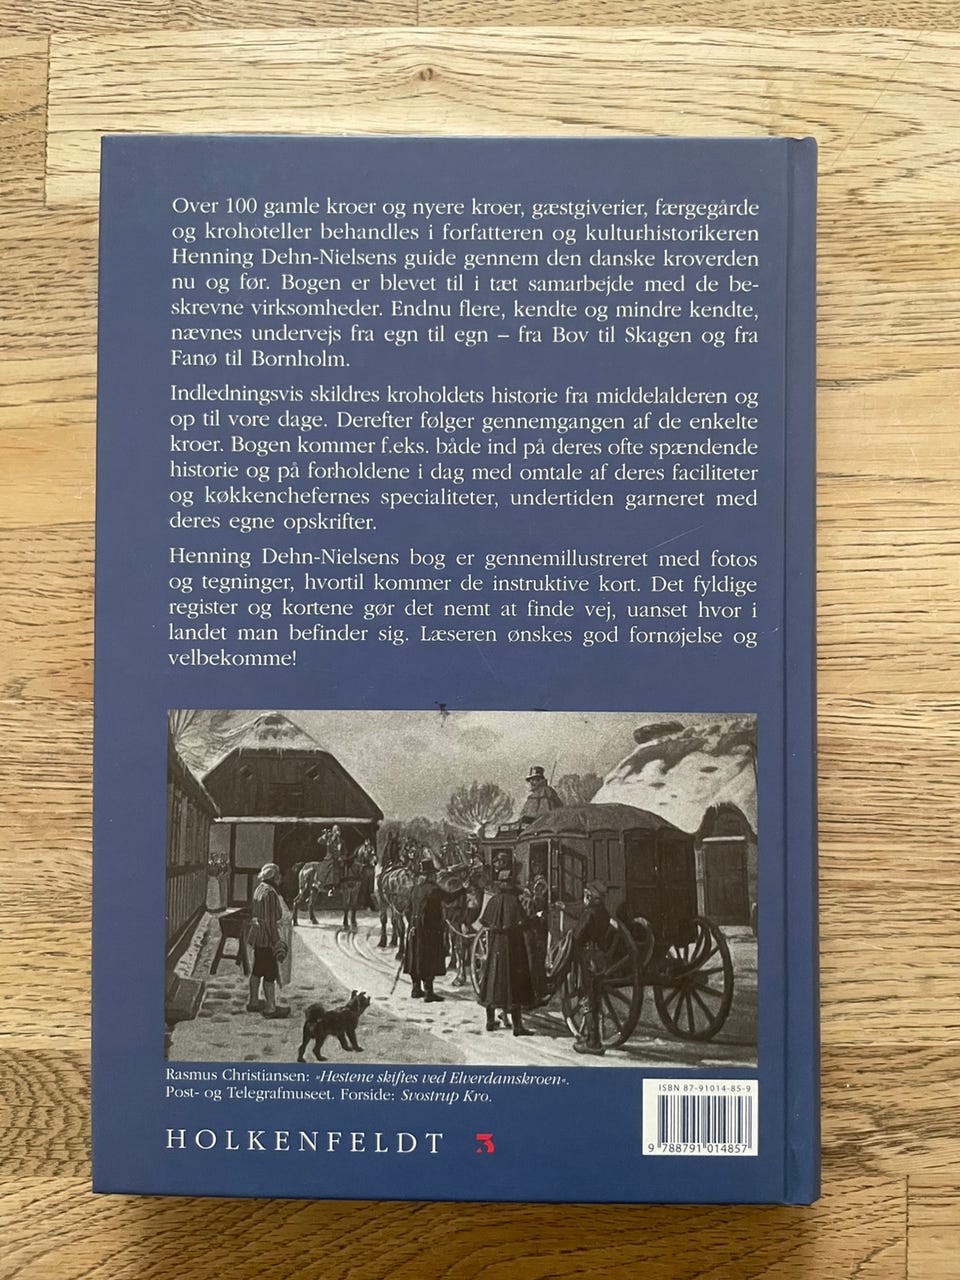 Over 100 gamle kroer og nyere kroer, gæstgiverier, færgegårde
og krohoteller behandles i forfatteren og kulturhistorikeren
Henning Dehn-Nielsens guide gennem den danske kroverden
nu og før. Bogen er blevet til i tæt samarbejde med de be-
skrevne virksomheder. Endnu flere, kendte og mindre kendte,
nævnes undervejs fra egn til egn – fra Bov til Skagen og fra
Fanø til Bornholm.
Indledningsvis skildres kroholdets historie fra middelalderen og
op til vore dage. Derefter følger gennemgangen af de enkelte
kroer. Bogen kommer f.eks. både ind på deres ofte spændende
historie og på forholdene i dag med omtale af deres faciliteter
og køkkenchefernes specialiteter, undertiden garneret med
deres egne opskrifter.
Henning Dehn-Nielsens bog er gennemillustreret med fotos
og tegninger, hvortil kommer de instruktive kort. Det fyldige
register og kortene gør det nemt at finde vej, uanset hvor i
landet man befinder sig. Læseren ønskes god fornøjelse og
velbekomme!
Rasmus Christiansen: »Hestene skiftes ved Elverdamskroen«.
Post- og Telegrafmuseet. Forside: Svostrup Kro.
HOLKENFELDT 3
ISBN 87-91014-85-9
9 788791 014857